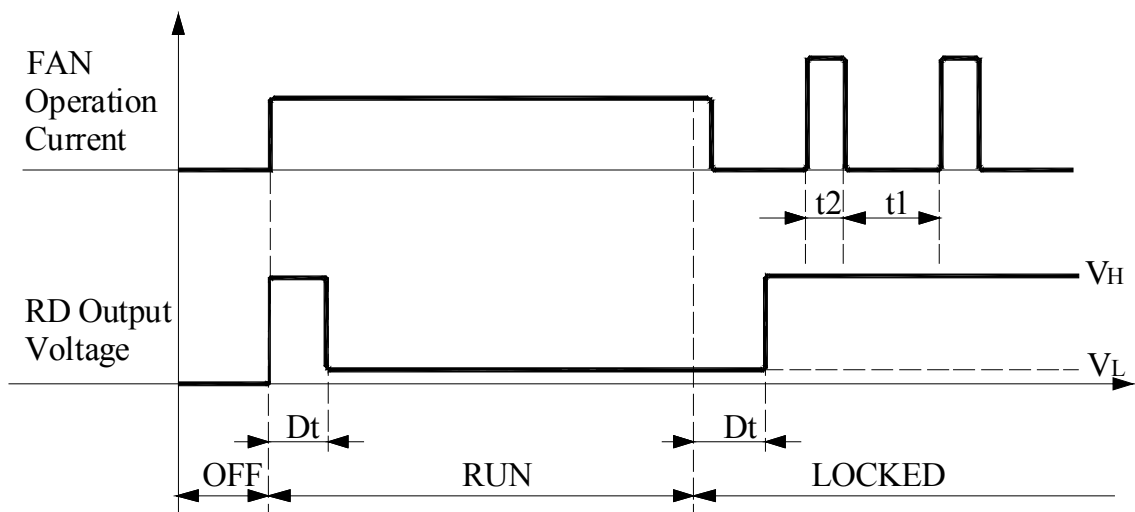 FAN
Operation
Current
t2
t1
VH
RD Output
Voltage
VL
Dt
Dt
OFF
RUN
LOCKED